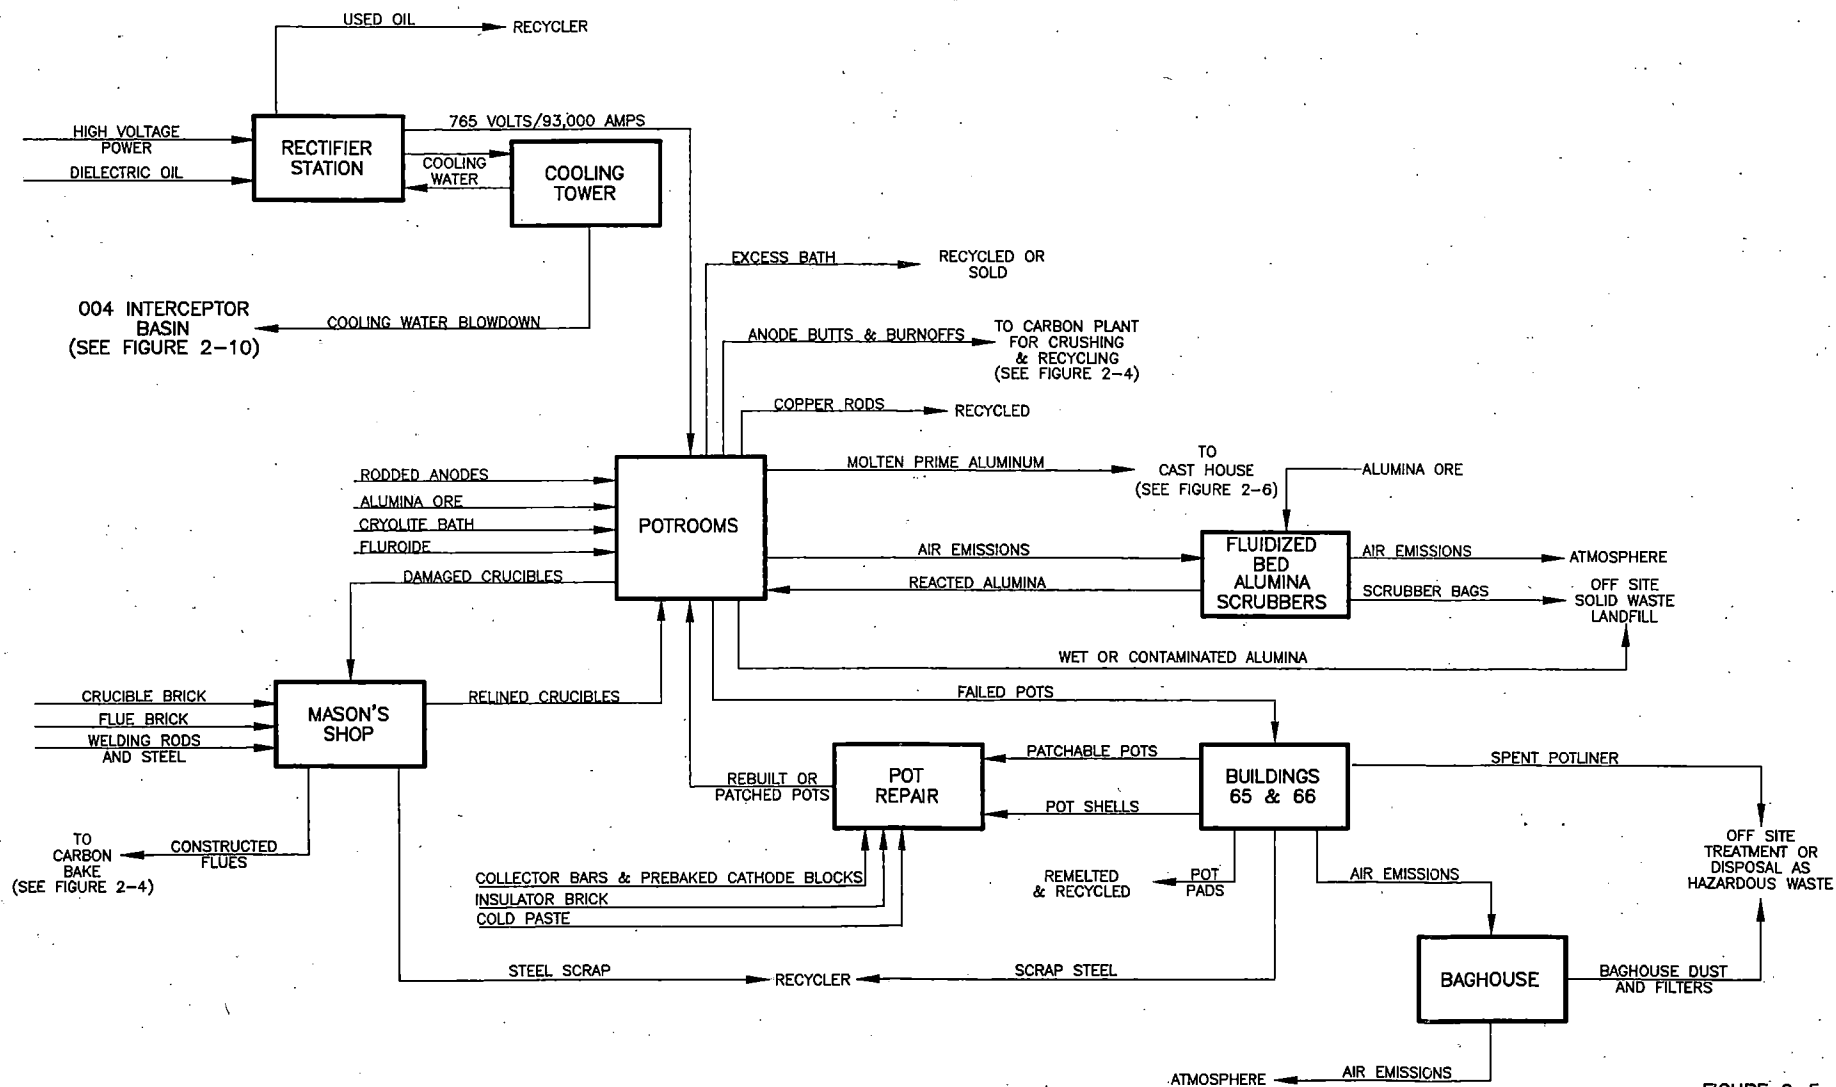 USED OIL
RECYCLER
HIGH VOLTAGE
POWER
DIELECTRIC OIL
RECTIFIER
STATION
765 VOLTS/93,000 AMPS
COOLING
WATER
COOLING
TOWER
EXCESS BATH
RECYCLED OR
SOLD
004 INTERCEPTOR
BASIN
(SEE FIGURE 2-10)
COOLING WATER BLOWDOWN
ANODE BUTTS & BURNOFFS
TO CARBON PLANT
FOR CRUSHING
& RECYCLING
(SEE FIGURE 2-4)
COPPER RODS
RECYCLED
RODDED ANODES
ALUMINA ORE
CRYOLITE BATH
FLUROIDE
POTROOMS
MOLTEN PRIME ALUMINUM
TO
CAST HOUSE
(SEE FIGURE 2-6)
ALUMINA ORE
AIR EMISSIONS
REACTED ALUMINA
FLUIDIZED
BED
ALUMINA
SCRUBBERS
AIR EMISSIONS
ATMOSPHERE
SCRUBBER BAGS
OFF SITE
SOLID WASTE
LANDFILL
DAMAGED CRUCIBLES
WET OR CONTAMINATED ALUMINA
CRUCIBLE BRICK
FLUE BRICK
WELDING RODS
AND STEEL
MASON'S
SHOP
RELINED CRUCIBLES
FAILED POTS
REBUILT OR
PATCHED POTS
POT
REPAIR
PATCHABLE POTS
POT SHELLS
BUILDINGS
65 & 66
SPENT POTLINER
OFF SITE
TREATMENT OR
DISPOSAL AS
HAZARDOUS WASTE
TO
CARBON
BAKE
(SEE FIGURE 2-4)
CONSTRUCTED
FLUES
COLLECTOR BARS & PREBAKED CATHODE BLOCKS
INSULATOR BRICK
COLD PASTE
REMELTED
& RECYCLED
POT
PADS
AIR EMISSIONS
STEEL SCRAP
RECYCLER
SCRAP STEEL
BAGHOUSE
BAGHOUSE DUST
AND FILTERS
ATMOSPHERE
AIR EMISSIONS